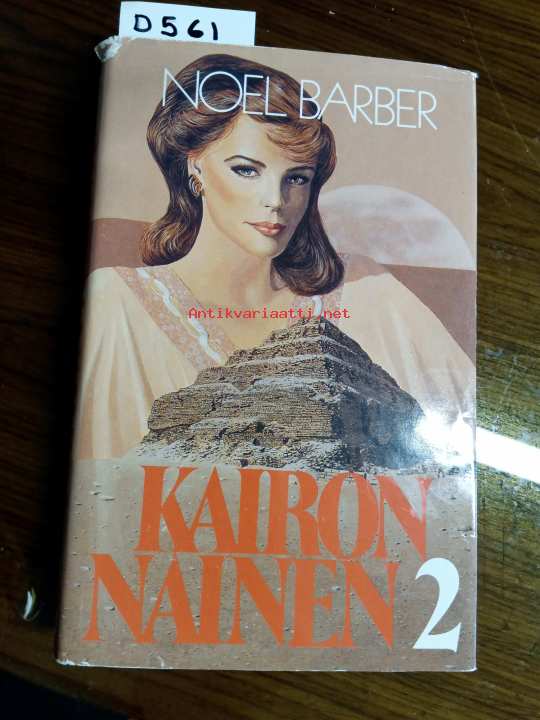 D561
NOEL BARBER
Antikvariaatti.net
KAIRON
NAINEN 2